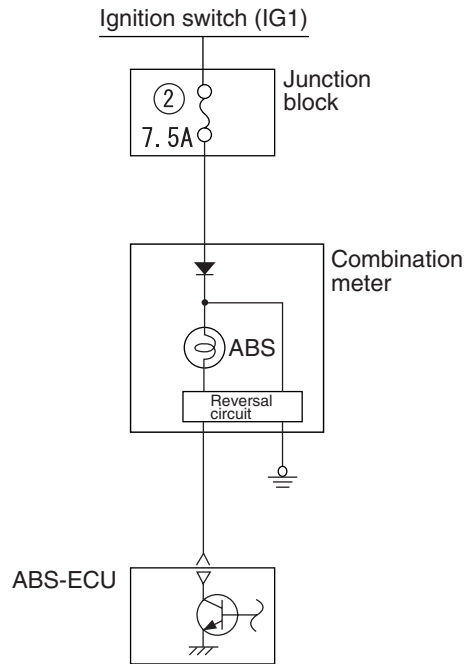 Ignition switch (IG1)
Junction
block
2
7.5A
Combination
meter
ABS
Reversal
circuit
ABS-ECU